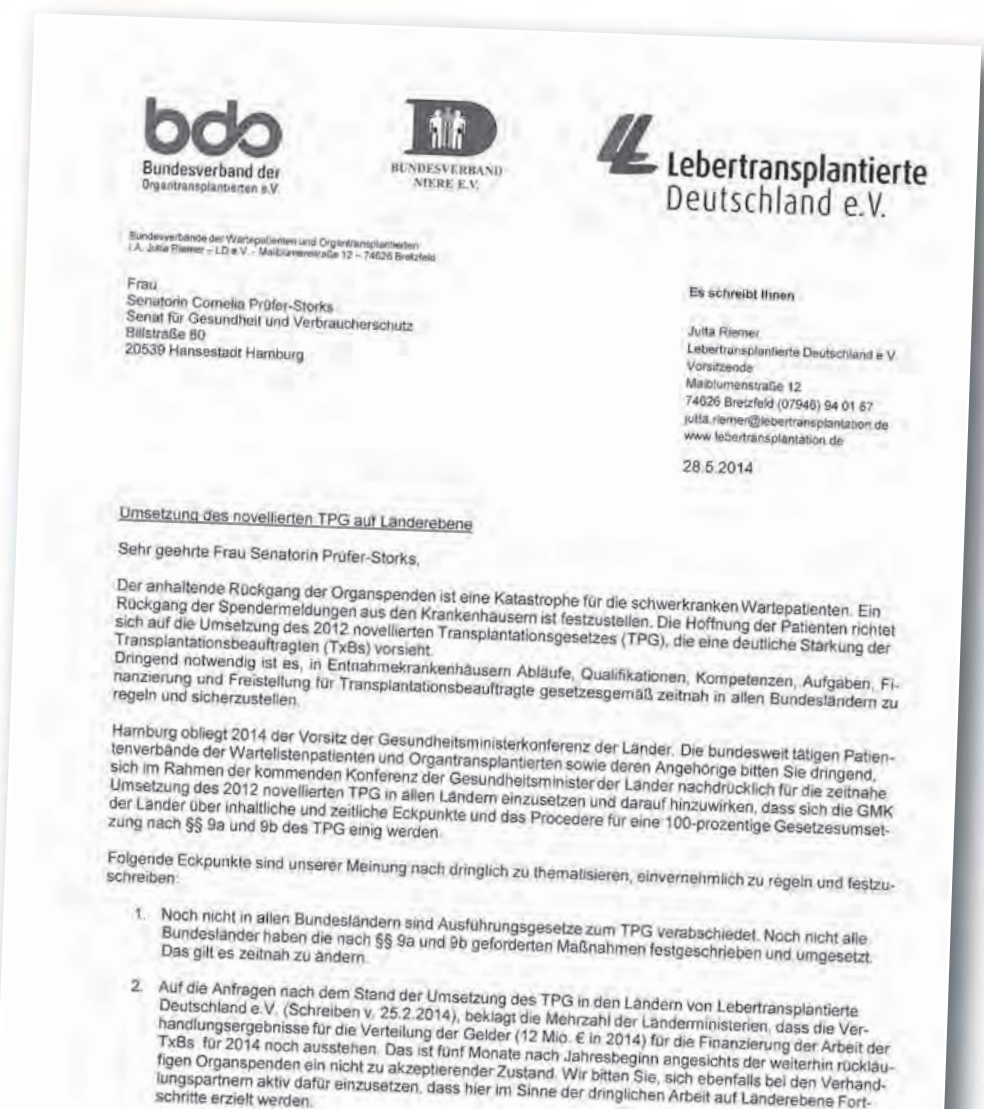 bdo
Bundesverband der
Organtransplantierten e.V.
BUNDESVERBAND
NIERE E.V.
Lebertransplantierte
Deutschland e.V.
Bundesverbände der Wartepatienten und Organtransplantierten
i.A. Jutta Riemer – LD e.V. - Maiblumenstraße 12 – 74626 Bretzfeld
Frau
Senatorin Cornelia Prüfer-Storks
Senat für Gesundheit und Verbraucherschutz
Billstraße 80
20539 Hansestadt Hamburg
Es schreibt Ihnen
Jutta Riemer
Lebertransplantierte Deutschland e.V.
Vorsitzende
Maiblumenstraße 12
74626 Bretzfeld (07946) 94 01 87
jutta.riemer@lebertransplantation.de
www.lebertransplantation.de
28.5.2014
Umsetzung des novellierten TPG auf Länderebene
Sehr geehrte Frau Senatorin Prüfer-Storks,
Der anhaltende Rückgang der Organspenden ist eine Katastrophe für die schwerkranken Wartepatienten. Ein
Rückgang der Spendermeldungen aus den Krankenhäusern ist festzustellen. Die Hoffnung der Patienten richtet
sich auf die Umsetzung des 2012 novellierten Transplantationsgesetzes (TPG), die eine deutliche Stärkung der
Transplantationsbeauftragten (TxBs) vorsieht.
Dringend notwendig ist es, in Entnahmekrankenhäusern Abläufe, Qualifikationen, Kompetenzen, Aufgaben, Fi-
nanzierung und Freistellung für Transplantationsbeauftragte gesetzesgemäß zeitnah in allen Bundesländern zu
regeln und sicherzustellen.
Hamburg obliegt 2014 der Vorsitz der Gesundheitsministerkonferenz der Länder. Die bundesweit tätigen Patien-
tenverbände der Wartelistenpatienten und Organtransplantierten sowie deren Angehörige bitten Sie dringend,
sich im Rahmen der kommenden Konferenz der Gesundheitsminister der Länder nachdrücklich für die zeitnahe
Umsetzung des 2012 novellierten TPG in allen Ländern einzusetzen und darauf hinzuwirken, dass sich die GMK
der Länder über inhaltliche und zeitliche Eckpunkte und das Procedere für eine 100-prozentige Gesetzesumset-
zung nach §§ 9a und 9b des TPG einig werden.
Folgende Eckpunkte sind unserer Meinung nach dringlich zu thematisieren, einvernehmlich zu regeln und festzu-
schreiben:
1. Noch nicht in allen Bundesländern sind Ausführungsgesetze zum TPG verabschiedet. Noch nicht alle
Bundesländer haben die nach §§ 9a und 9b geforderten Maßnahmen festgeschrieben und umgesetzt.
Das gilt es zeitnah zu ändern.
2. Auf die Anfragen nach dem Stand der Umsetzung des TPG in den Ländern von Lebertransplantierte
Deutschland e.V. (Schreiben v. 25.2.2014), beklagt die Mehrzahl der Länderministerien, dass die Ver-
handlungsergebnisse für die Verteilung der Gelder (12 Mio. € in 2014) für die Finanzierung der Arbeit der
TxBs für 2014 noch ausstehen. Das ist fünf Monate nach Jahresbeginn angesichts der weiterhin rückläu-
figen Organspenden ein nicht zu akzeptierender Zustand. Wir bitten Sie, sich ebenfalls bei den Verhand-
lungspartnern aktiv dafür einzusetzen, dass hier im Sinne der dringlichen Arbeit auf Länderebene Fort-
schritte erzielt werden.